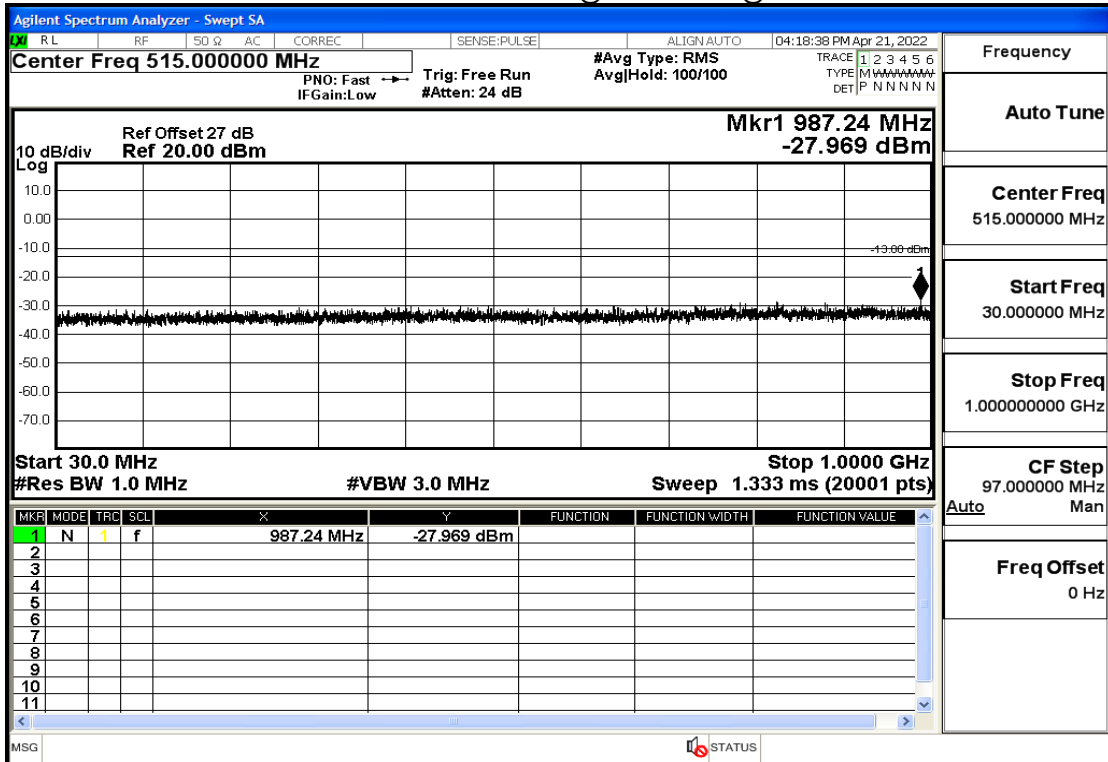 Agilent Spectrum Analyzer - Swept SA
LXI RL RF 50 Ω AC CORREC SENSE:PULSE ALIGN AUTO 04:18:38 PM Apr 21, 2022
Center Freq 515.000000 MHz
PNO: Fast
IFGain:Low
Trig: Free Run
#Atten: 24 dB
#Avg Type: RMS
Avg|Hold: 100/100
TRACE 1 2 3 4 5 6
TYPE M WWWWW
DET P N N N N N
Ref Offset 27 dB
10 dB/div Ref 20.00 dBm
Log
Mkr1 987.24 MHz
-27.969 dBm
10.0
0.00
-10.0
-13.00 dBm
-20.0
1
-30.0
-40.0
-50.0
-60.0
-70.0
Start 30.0 MHz Stop 1.0000 GHz
#Res BW 1.0 MHz #VBW 3.0 MHz Sweep 1.333 ms (20001 pts)
MKR MODE TRC SCL X Y FUNCTION FUNCTION WIDTH FUNCTION VALUE
1 N 1 f 987.24 MHz -27.969 dBm
2
3
4
5
6
7
8
9
10
11
MSG STATUS
Frequency
Auto Tune
Center Freq
515.000000 MHz
Start Freq
30.000000 MHz
Stop Freq
1.000000000 GHz
CF Step
97.000000 MHz
Auto Man
Freq Offset
0 Hz